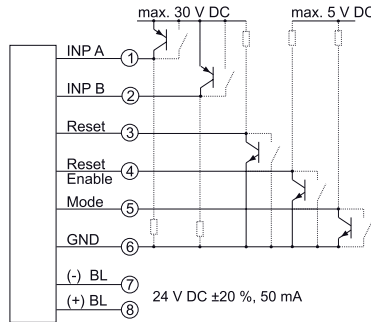 max. 30 V DC
max. 5 V DC
INP A
1
INP B
2
Reset
3
Reset
Enable
4
Mode
5
GND
6
(-) BL
7
(+) BL
8
24 V DC ±20 %, 50 mA